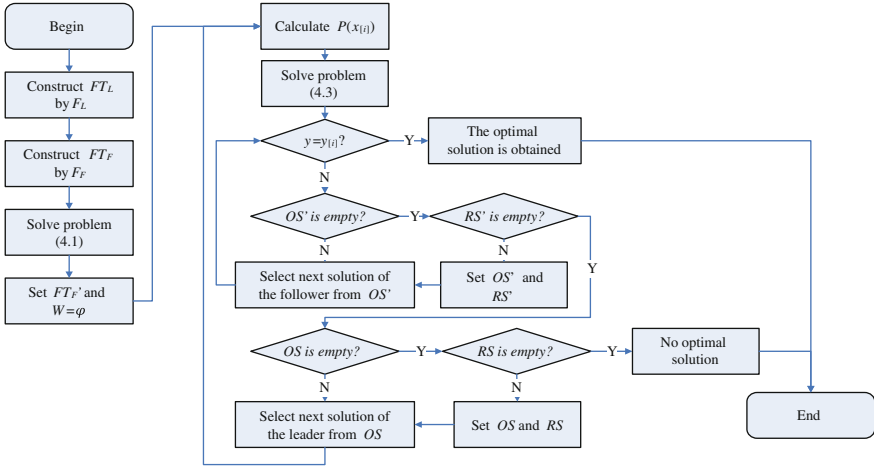 Begin
Construct FT_L
by F_L
Construct FT_F
by F_F
Solve problem
(4.1)
Set FT_F' and
W=φ
Calculate P(x_[i])
Solve problem
(4.3)
y=y_[i]?
Y
The optimal
solution is obtained
N
OS' is empty?
Y
RS' is empty?
Y
N
N
Select next solution of
the follower from OS'
Set OS' and
RS'
OS is empty?
Y
RS is empty?
Y
No optimal
solution
N
N
Select next solution of
the leader from OS
Set OS and RS
End